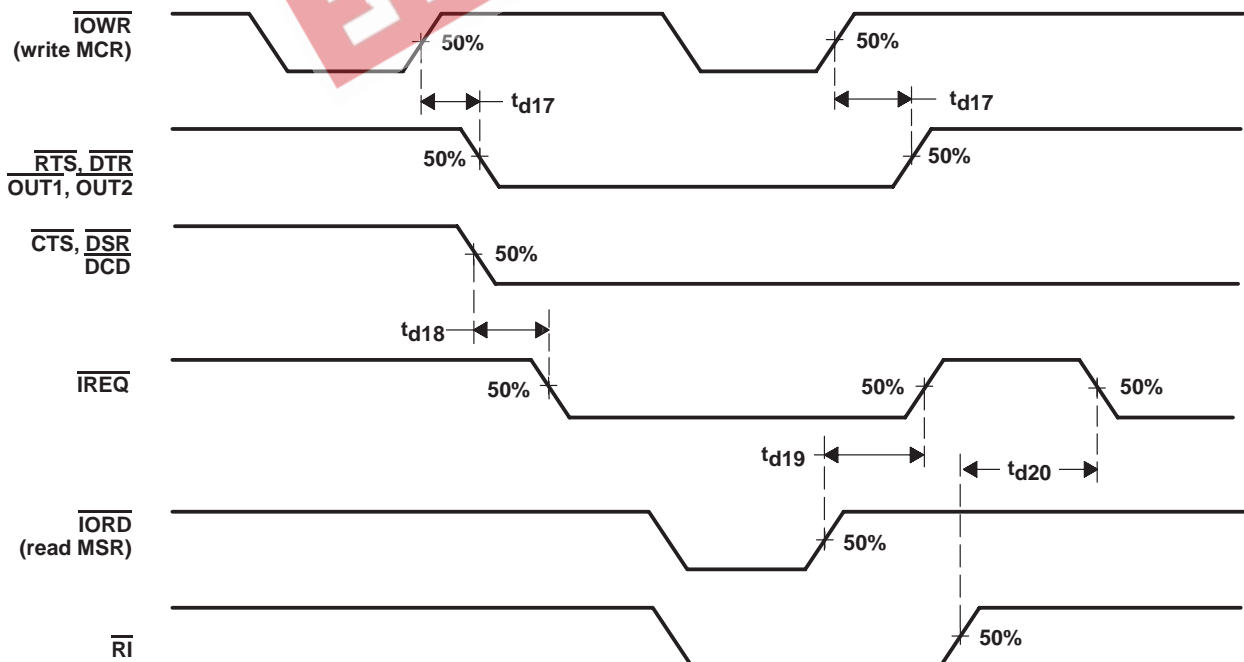 IOWR
(write MCR)
50%
50%
td17
td17
RTS, DTR
OUT1, OUT2
50%
50%
CTS, DSR
DCD
50%
td18
IREQ
50%
50%
50%
td19
td20
IORD
(read MSR)
50%
RI
50%